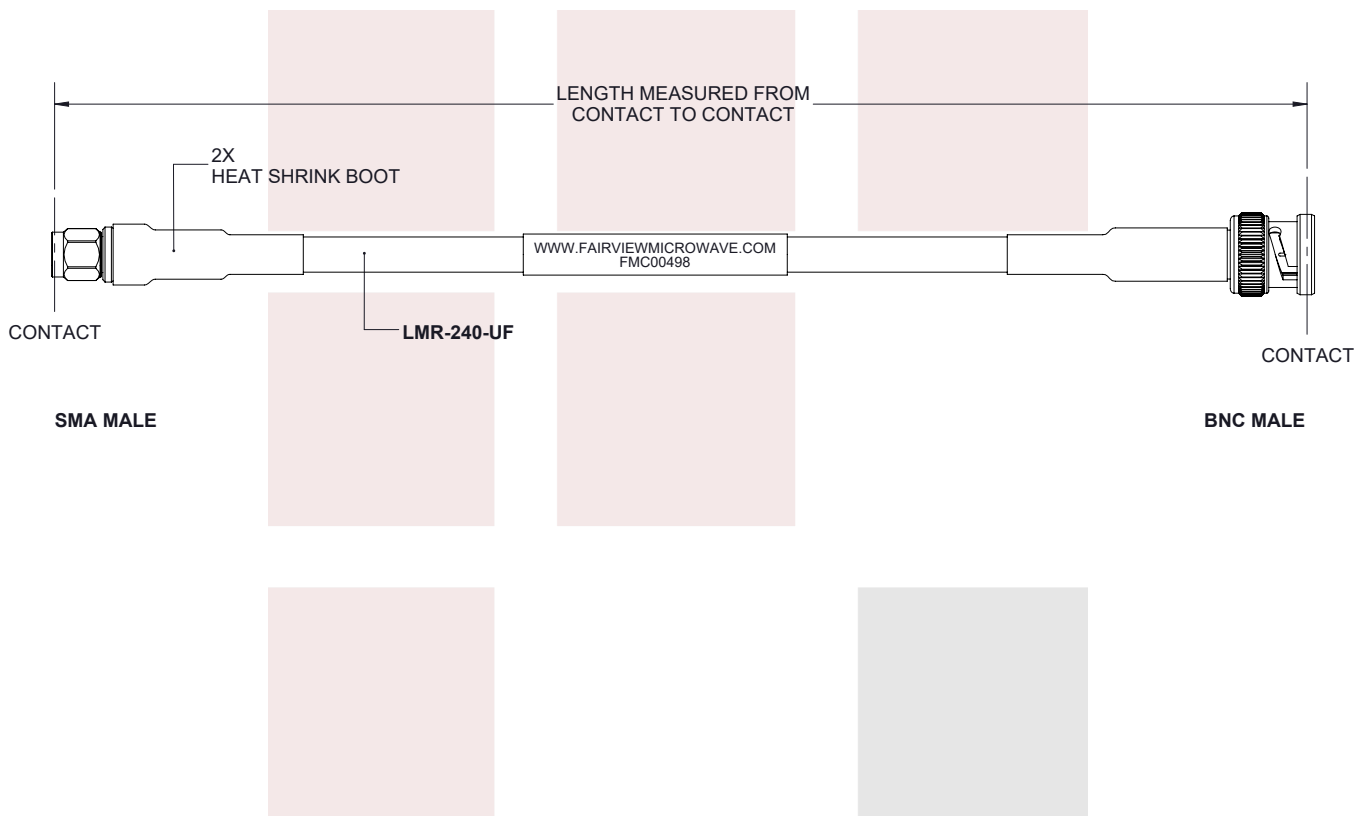 LENGTH MEASURED FROM
CONTACT TO CONTACT
2X
HEAT SHRINK BOOT
WWW.FAIRVIEWMICROWAVE.COM
FMC00498
CONTACT
LMR-240-UF
CONTACT
SMA MALE
BNC MALE